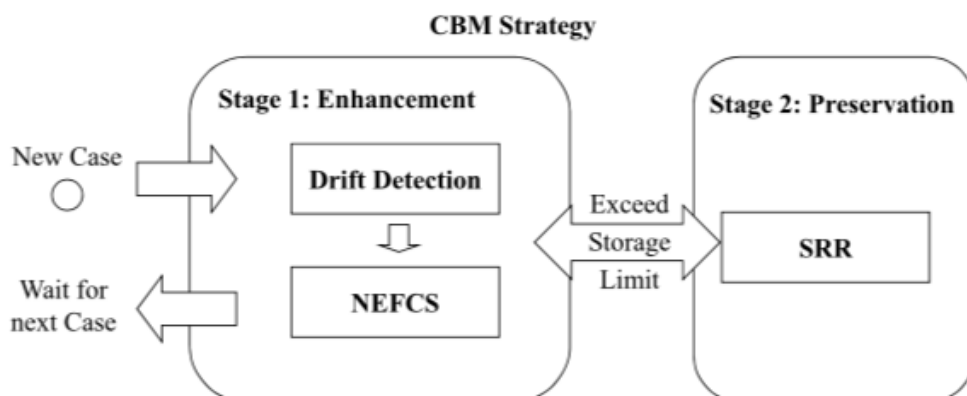 CBM Strategy
Stage 1: Enhancement
Stage 2: Preservation
New Case
Drift Detection
Exceed
Storage
Limit
SRR
Wait for
next Case
NEFCS